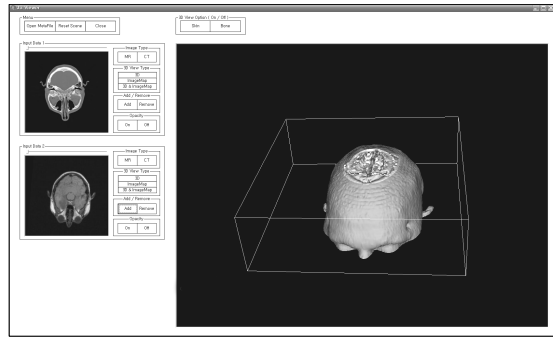 3D Viewer
Menu
Open MetaFile Reset Scene Close
3D View Option ( On / Off )
Skin Bone
Input Data 1
Image Type
MR CT
3D View Type
3D
ImageMap
3D & ImageMap
Add / Remove
Add Remove
Opacity
On Off
Input Data 2
Image Type
MR CT
3D View Type
3D
ImageMap
3D & ImageMap
Add / Remove
Add Remove
Opacity
On Off